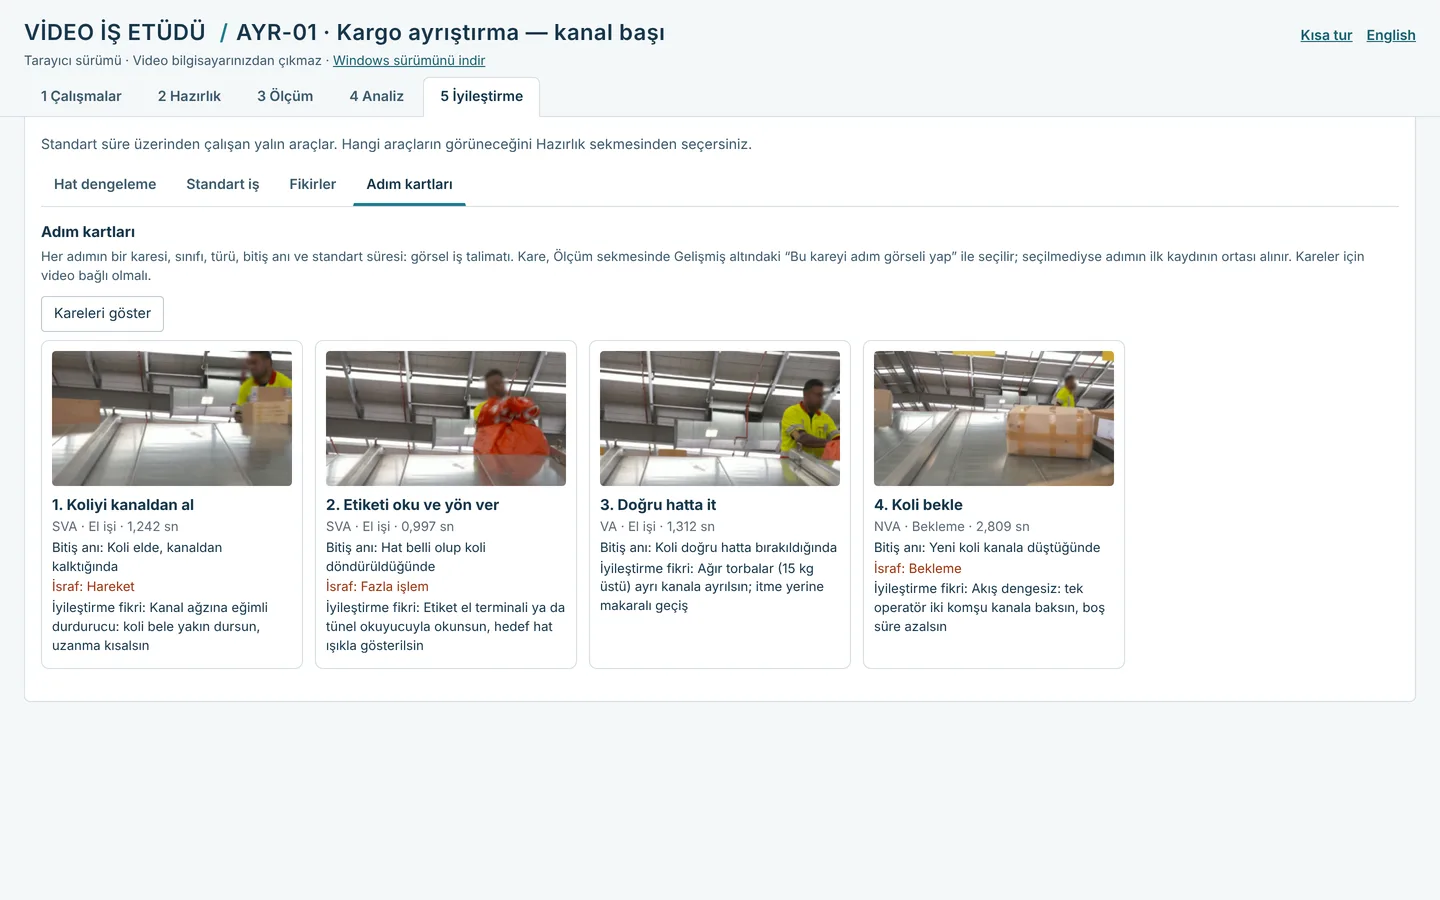 VİDEO İŞ ETÜDÜ / AYR-01 · Kargo ayrıştırma — kanal başı
Kısa tur English
Tarayıcı sürümü · Video bilgisayarınızdan çıkmaz · Windows sürümünü indir
1 Çalışmalar 2 Hazırlık 3 Ölçüm 4 Analiz 5 İyileştirme
Standart süre üzerinden çalışan yalın araçlar. Hangi araçların görüneceğini Hazırlık sekmesinden seçersiniz.
Hat dengeleme Standart iş Fikirler Adım kartları
Adım kartları
Her adımın bir karesi, sınıfı, türü, bitiş anı ve standart süresi: görsel iş talimatı. Kare, Ölçüm sekmesinde Gelişmiş altındaki “Bu kareyi adım görseli yap” ile seçilir; seçilmediyse adımın ilk kaydının ortası alınır. Kareler için
video bağlı olmalı.
Kareleri göster
1. Koliyi kanaldan al
SVA · El işi · 1,242 sn
Bitiş anı: Koli elde, kanaldan
kalktığında
İsraf: Hareket
İyileştirme fikri: Kanal ağzına eğimli
durdurucu: koli bele yakın dursun,
uzanma kısalsın
2. Etiketi oku ve yön ver
SVA · El işi · 0,997 sn
Bitiş anı: Hat belli olup koli
döndürüldüğünde
İsraf: Fazla işlem
İyileştirme fikri: Etiket el terminali ya da
tünel okuyucuyla okunsun, hedef hat
ışıkla gösterilsin
3. Doğru hatta it
VA · El işi · 1,312 sn
Bitiş anı: Koli doğru hatta bırakıldığında
İyileştirme fikri: Ağır torbalar (15 kg
üstü) ayrı kanala ayrılsın; itme yerine
makaralı geçiş
4. Koli bekle
NVA · Bekleme · 2,809 sn
Bitiş anı: Yeni koli kanala düştüğünde
İsraf: Bekleme
İyileştirme fikri: Akış dengesiz: tek
operatör iki komşu kanala baksın, boş
süre azalsın